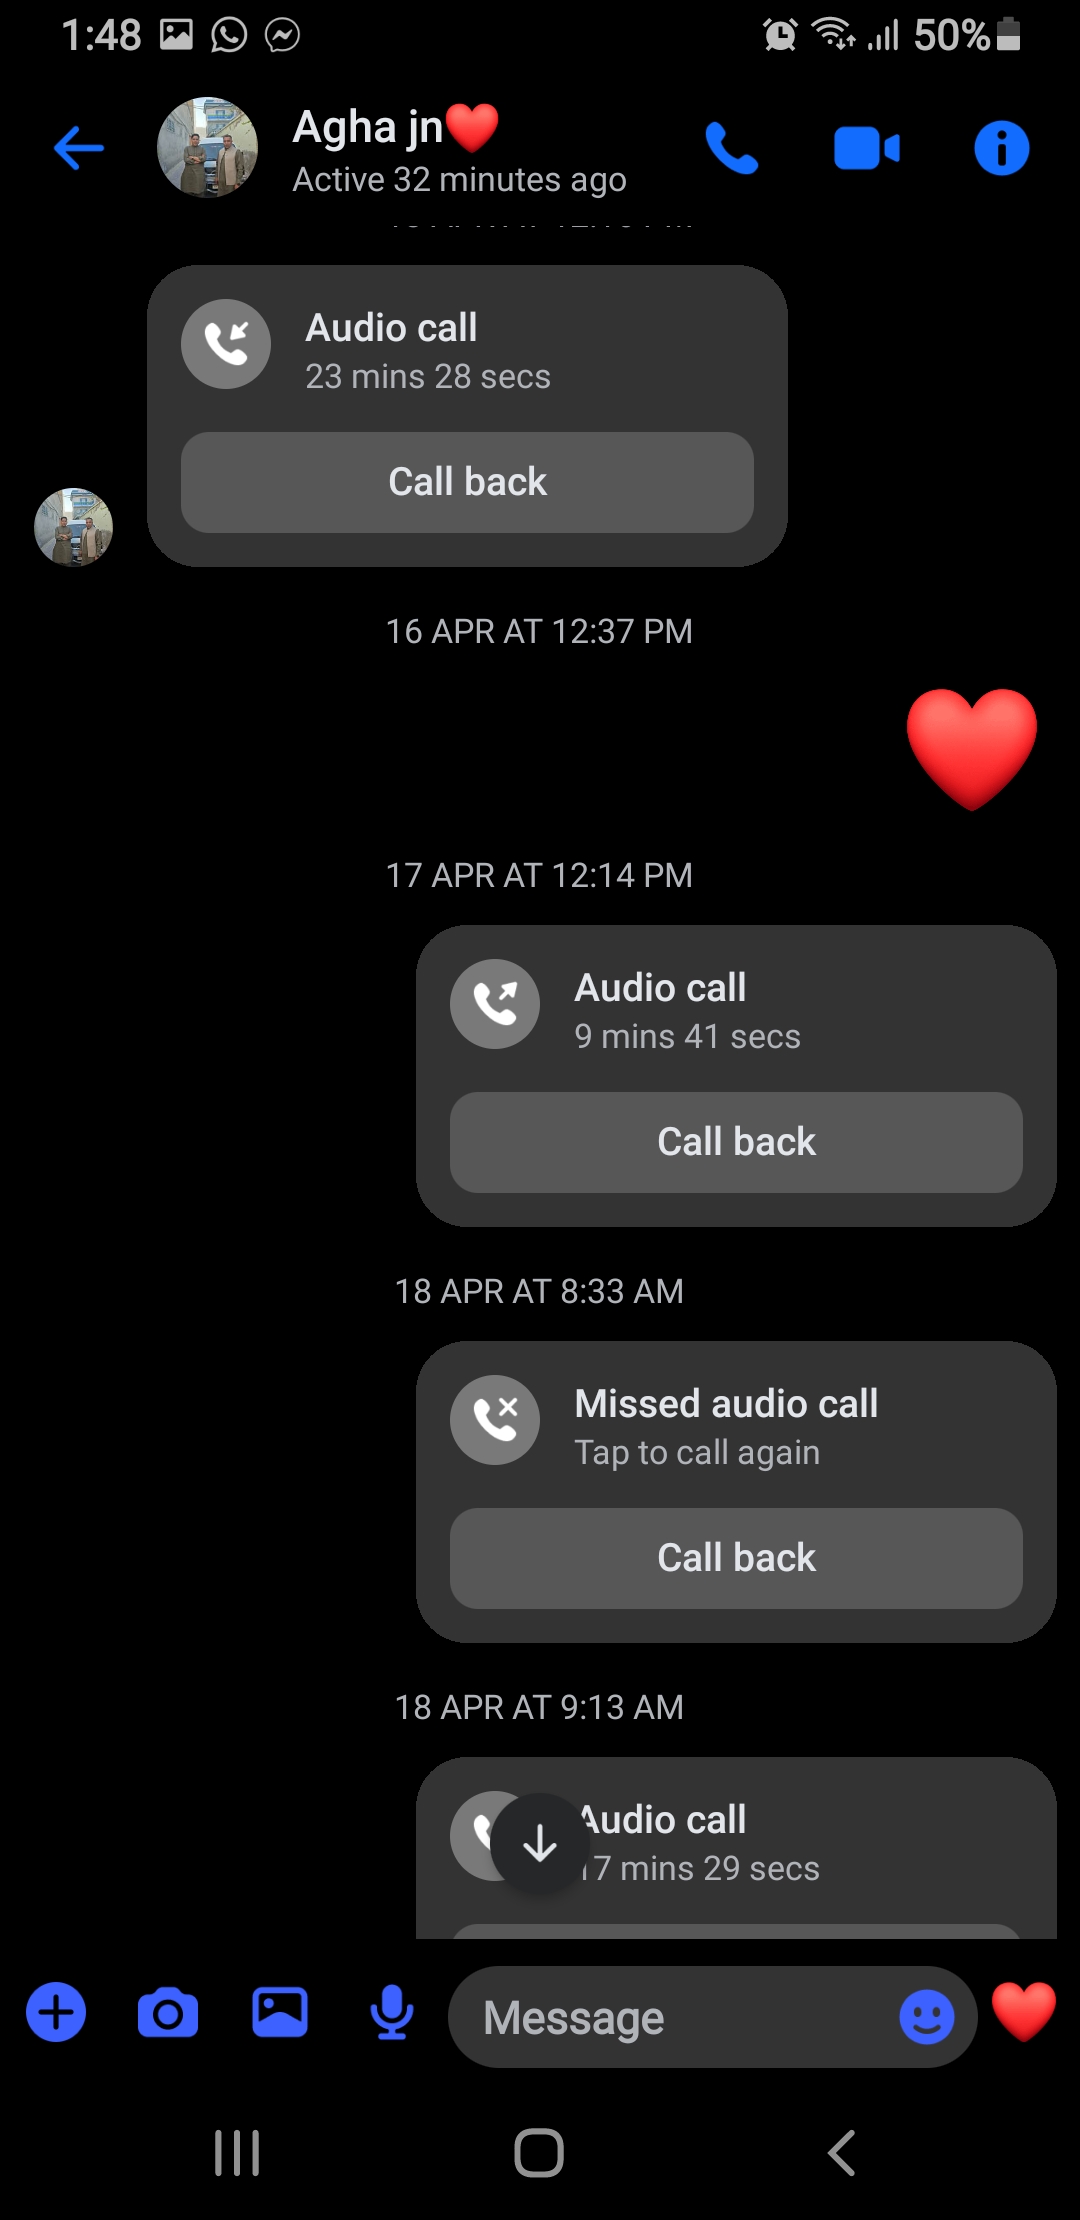 1:48
50%
Agha jn❤️
Active 32 minutes ago
Audio call
23 mins 28 secs
Call back
16 APR AT 12:37 PM
❤️
17 APR AT 12:14 PM
Audio call
9 mins 41 secs
Call back
18 APR AT 8:33 AM
Missed audio call
Tap to call again
Call back
18 APR AT 9:13 AM
Audio call
17 mins 29 secs
Message